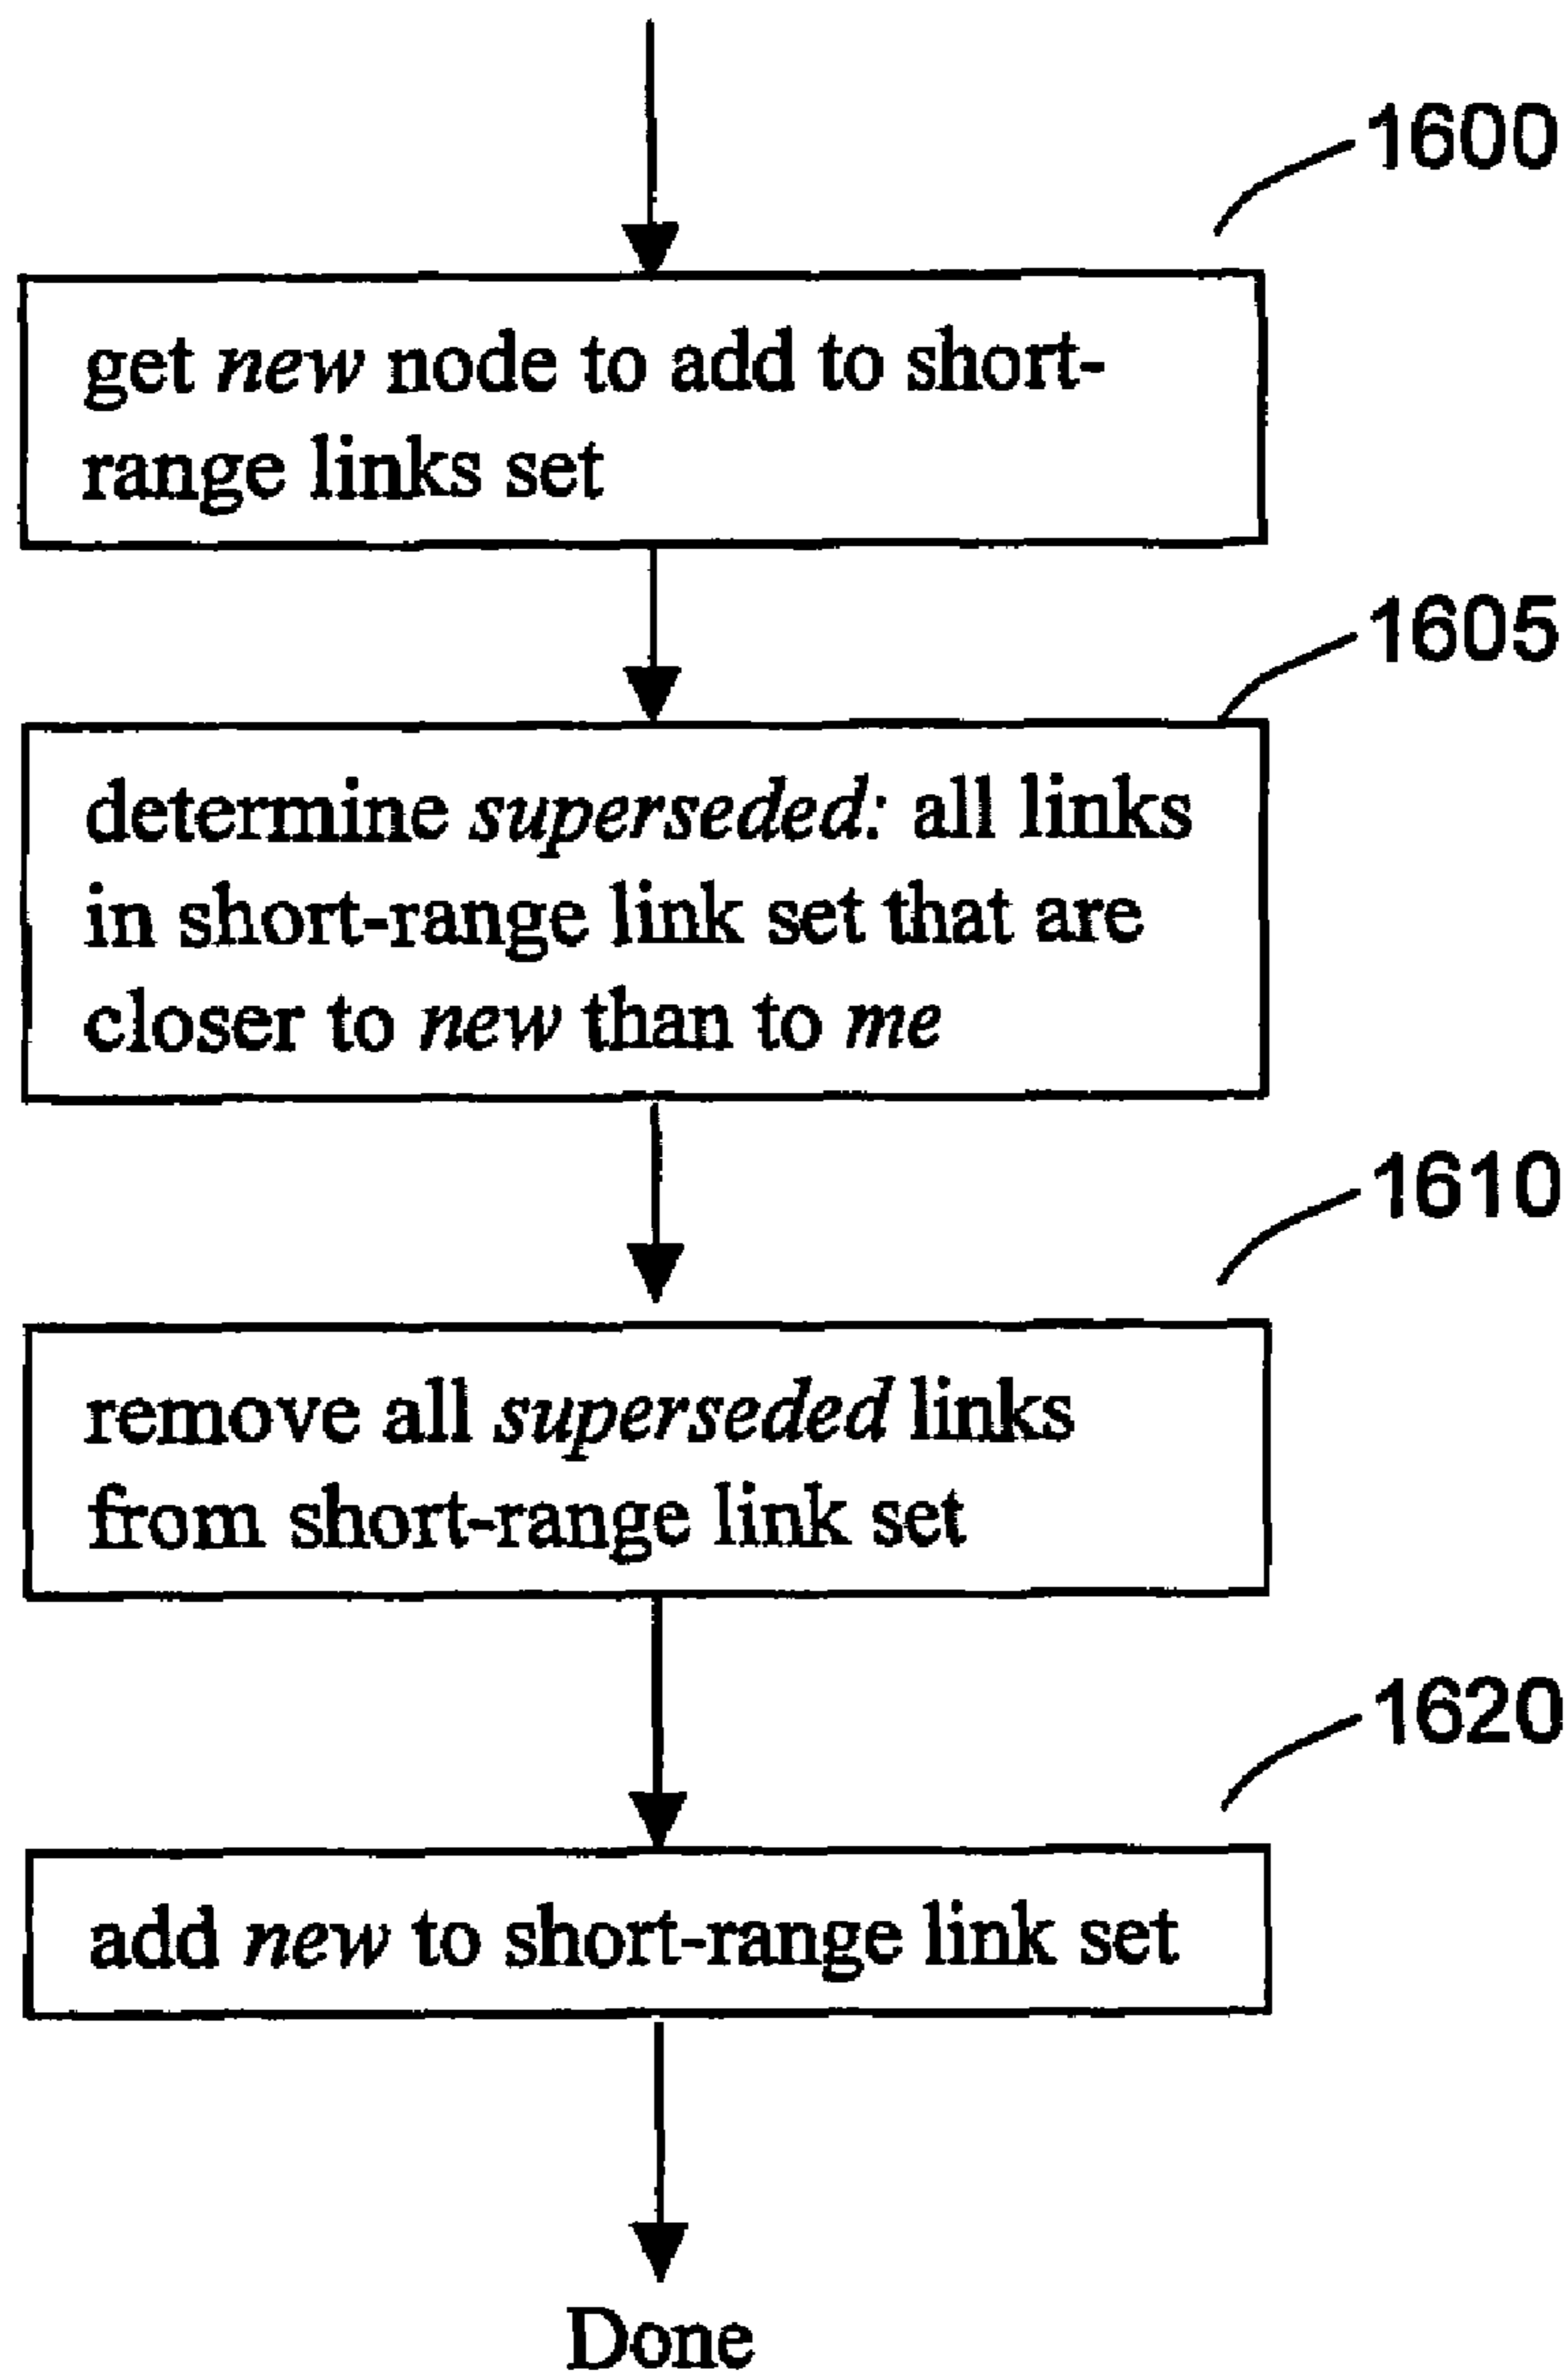 1600
get new node to add to short-
range links set
1605
determine superseded: all links
in short-range link set that are
closer to new than to me
1610
remove all superseded links
from short-range link set
1620
add new to short-range link set
Done